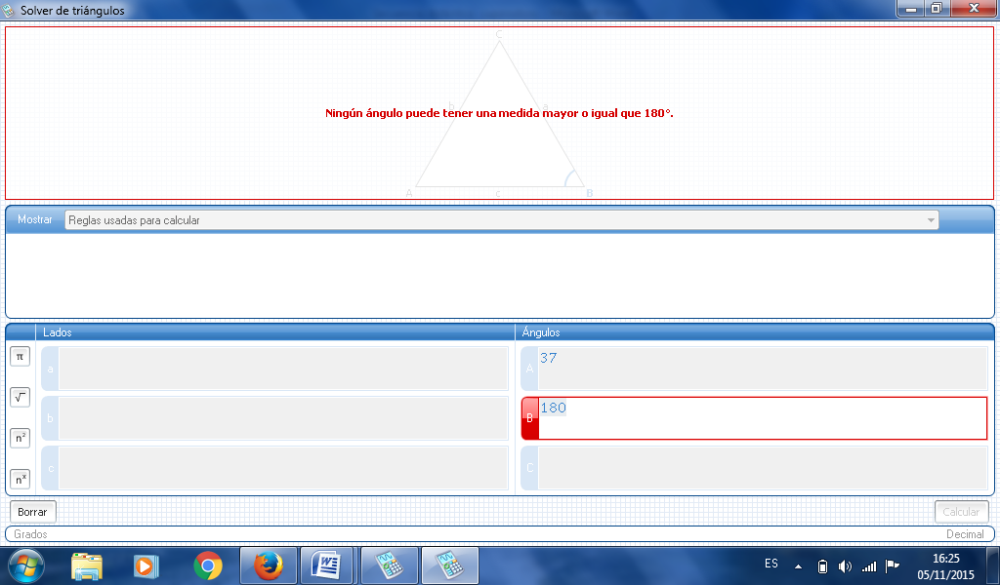 Solver de triángulos
C
b
a
Ningún ángulo puede tener una medida mayor o igual que 180°.
A
c
B
Mostrar
Reglas usadas para calcular
Lados
Ángulos
π
√
n²
nˣ
a
b
c
A
37
B
180
C
Borrar
Calcular
Grados
Decimal
W
ES
16:25
05/11/2015